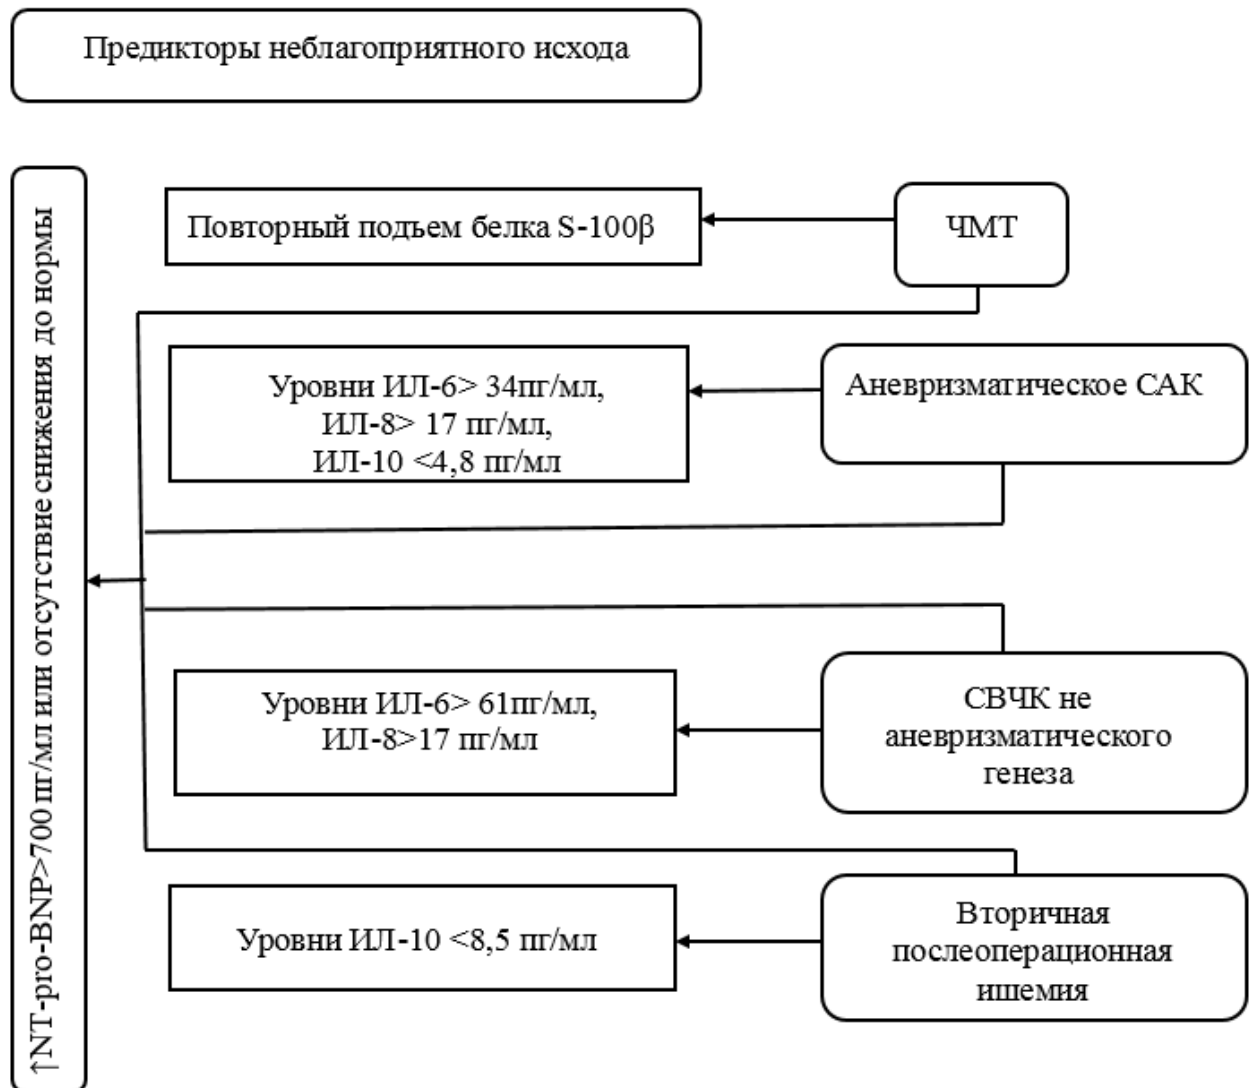 Предикторы неблагоприятного исхода
↑NT-pro-BNP>700 пг/мл или отсутствие снижения до нормы
Повторный подъем белка S-100β
ЧМТ
Уровни ИЛ-6> 34пг/мл,
ИЛ-8> 17 пг/мл,
ИЛ-10 <4,8 пг/мл
Аневризматическое САК
Уровни ИЛ-6> 61пг/мл,
ИЛ-8>17 пг/мл
СВЧК не
аневризматического
генеза
Уровни ИЛ-10 <8,5 пг/мл
Вторичная
послеоперационная
ишемия